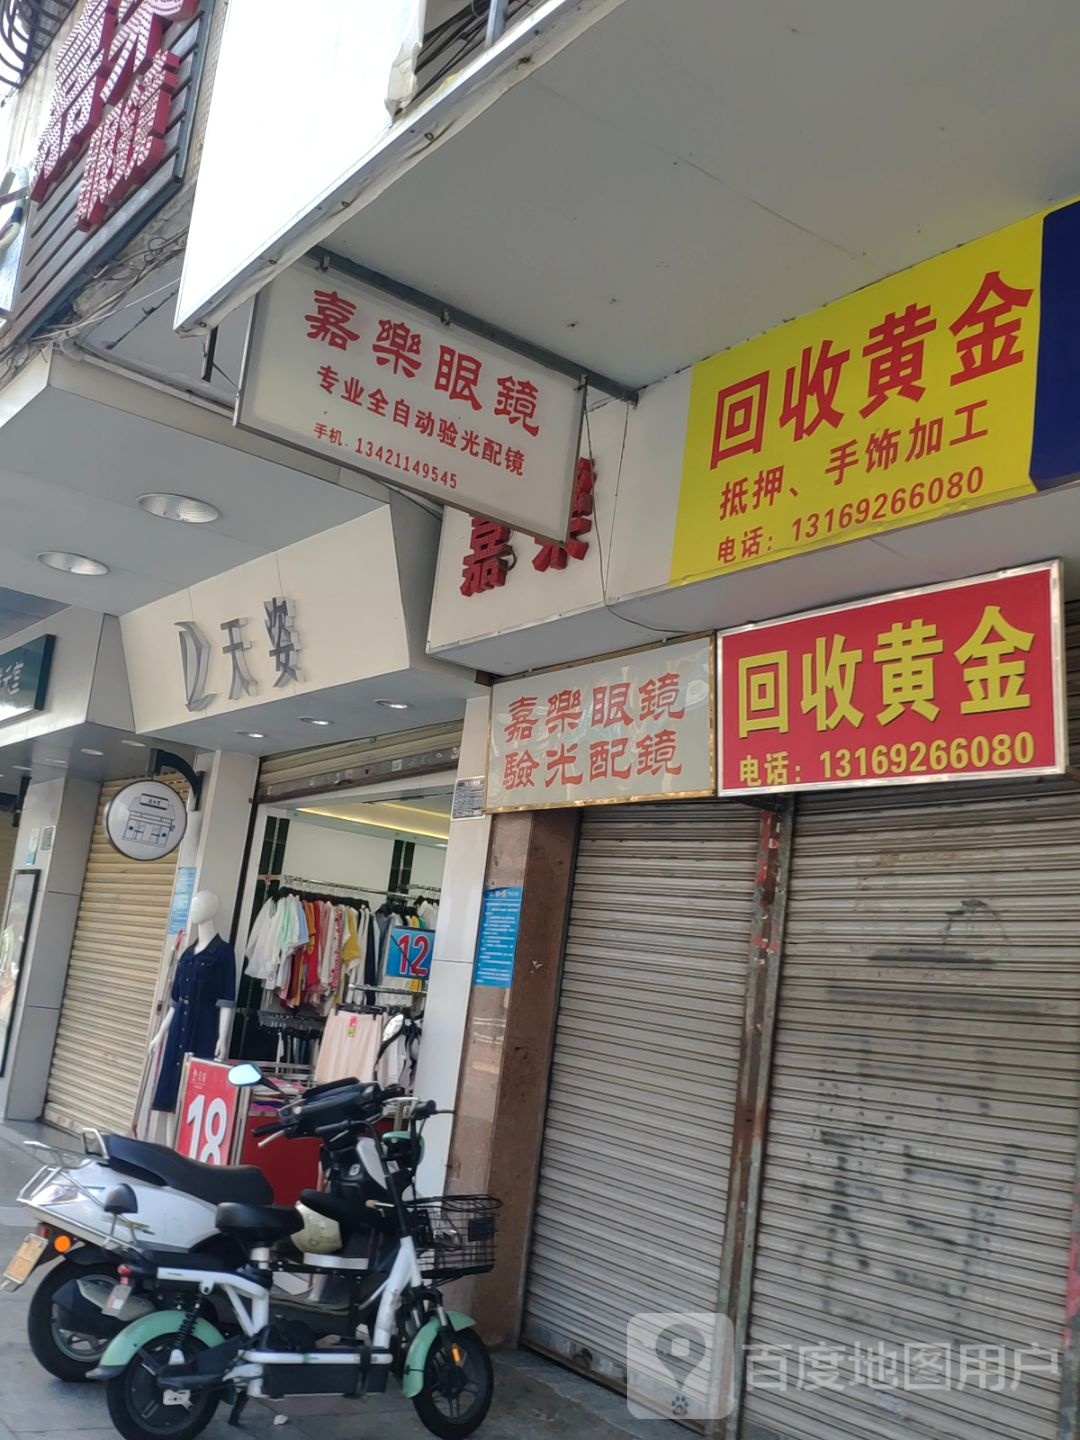 嘉樂眼鏡
专业全自动验光配镜
手机.13421149545
回收黄金
抵押、手饰加工
电话：13169266080
嘉樂
天姿
嘉樂眼鏡
驗光配鏡
回收黄金
电话：13169266080
12
18
百度地图用户